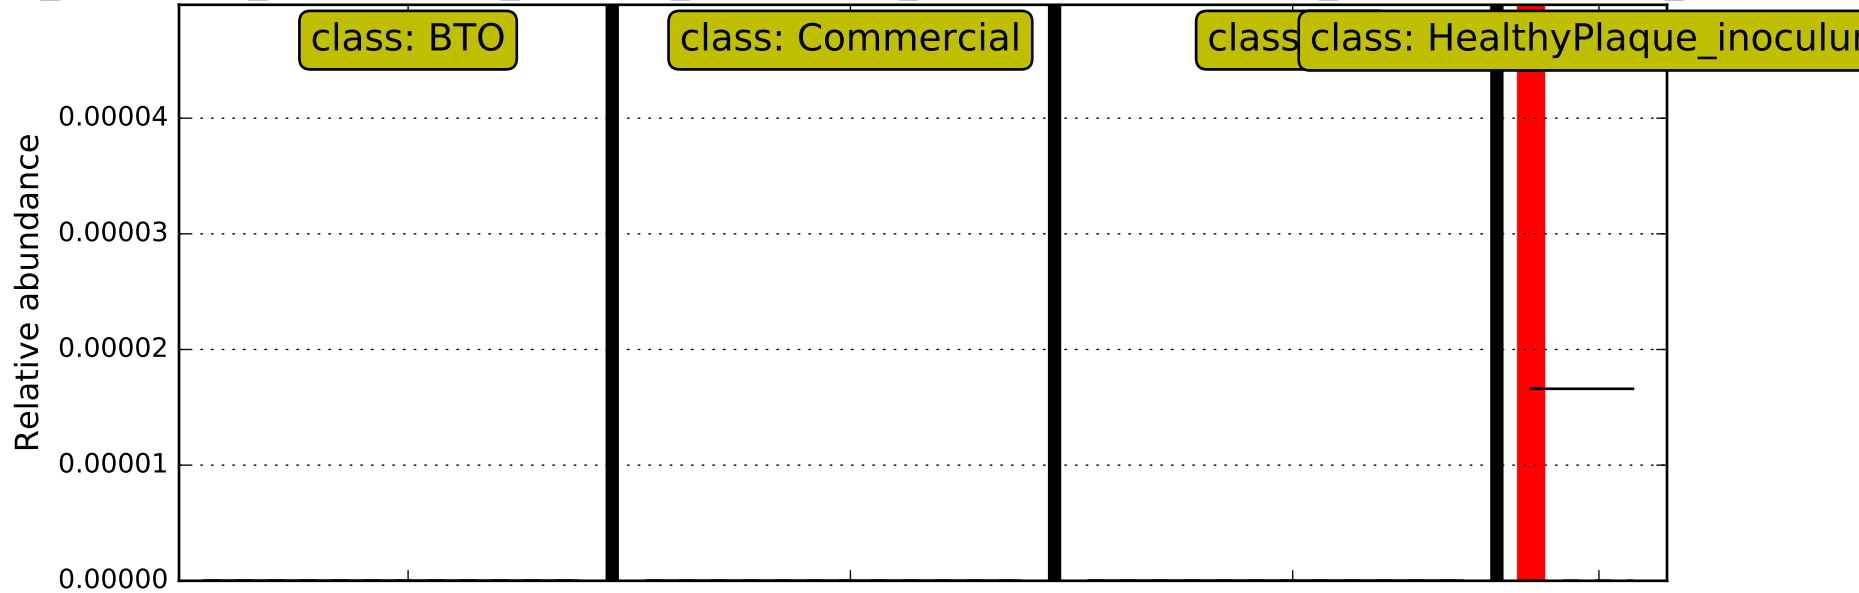 class: BTO
class: Commercial
class
class: HealthyPlaque_inoculu
0.00004
0.00003
0.00002
0.00001
0.00000
Relative abundance